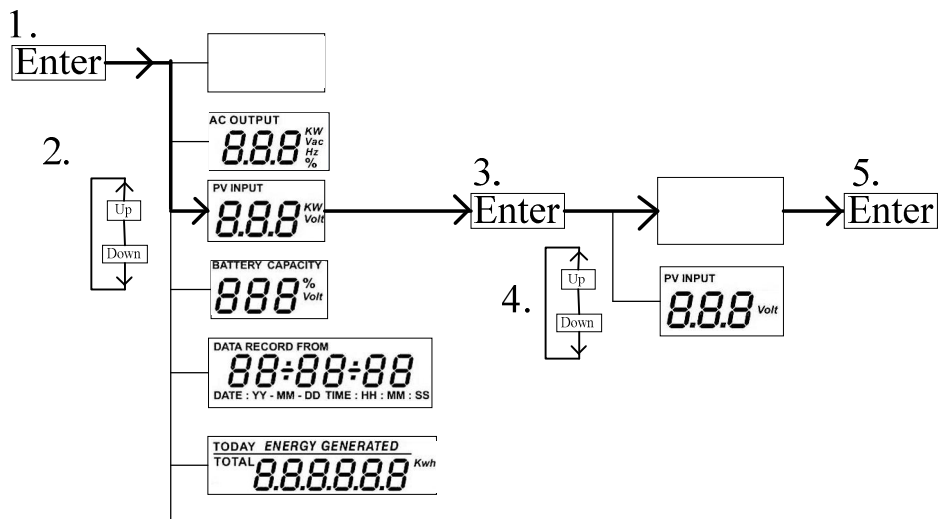 1.
Enter
AC OUTPUT
8.8.8 KW
Vac
Hz
%
2.
Up
Down
PV INPUT
8.8.8 KW
Volt
3.
Enter
5.
Enter
BATTERY CAPACITY
888 %
Volt
4.
Up
Down
PV INPUT
8.8.8 Volt
DATA RECORD FROM
88÷88÷88
DATE : YY - MM - DD TIME : HH : MM : SS
TODAY ENERGY GENERATED
TOTAL 8.8.8.8.8.8 Kwh